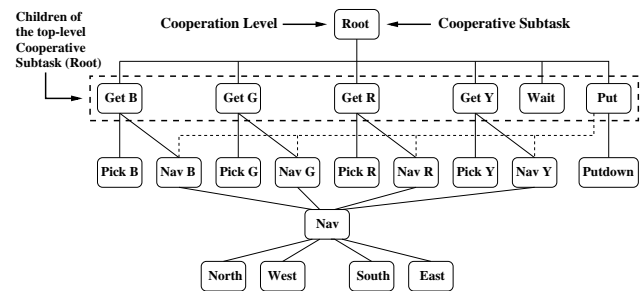 Children of
the top-level
Cooperative
Subtask (Root)
Cooperation Level
Root
Cooperative Subtask
Get B
Get G
Get R
Get Y
Wait
Put
Pick B
Nav B
Pick G
Nav G
Pick R
Nav R
Pick Y
Nav Y
Putdown
Nav
North
West
South
East